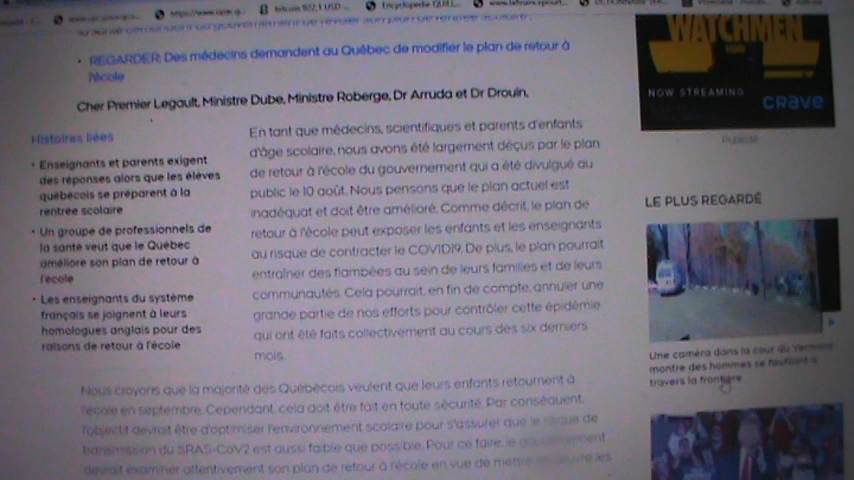 bitcoin 922,1 USD
Encyclopédie QUILL...
REGARDER: Des médecins demandent au Québec de modifier le plan de retour à
l'école
Cher Premier Legault, Ministre Dube, Ministre Roberge, Dr Arruda et Dr Drouin,
Histoires liées
Enseignants et parents exigent
des réponses alors que les élèves
québécois se préparent à la
rentrée scolaire
Un groupe de professionnels de
la santé veut que le Québec
améliore son plan de retour à
l'école
Les enseignants du système
français se joignent à leurs
homologues anglais pour des
raisons de retour à l'école
En tant que médecins, scientifiques et parents d'enfants
d'âge scolaire, nous avons été largement déçus par le plan
de retour à l'école du gouvernement qui a été divulgué au
public le 10 août. Nous pensons que le plan actuel est
inadéquat et doit être amélioré. Comme décrit, le plan de
retour à l'école peut exposer les enfants et les enseignants
au risque de contracter le COVID19. De plus, le plan pourrait
entraîner des flambées au sein de leurs familles et de leurs
communautés. Cela pourrait, en fin de compte, annuler une
grande partie de nos efforts pour contrôler cette épidémie
qui ont été faits collectivement au cours des six derniers
mois.
Nous croyons que la majorité des Québécois veulent que leurs enfants retournent à
l'école en septembre. Cependant, cela doit être fait en toute sécurité. Par conséquent,
l'objectif devrait être d'optimiser l'environnement scolaire pour s'assurer que le risque de
transmission du SRAS-CoV2 est aussi faible que possible. Pour ce faire, le gouvernement
devrait examiner attentivement son plan de retour à l'école en vue de mettre en œuvre les
WATCHMEN
HBO
NOW STREAMING
crave
Publicité
LE PLUS REGARDÉ
Une caméra dans la cour du Vermont
montre des hommes se faufilant à
travers la frontière